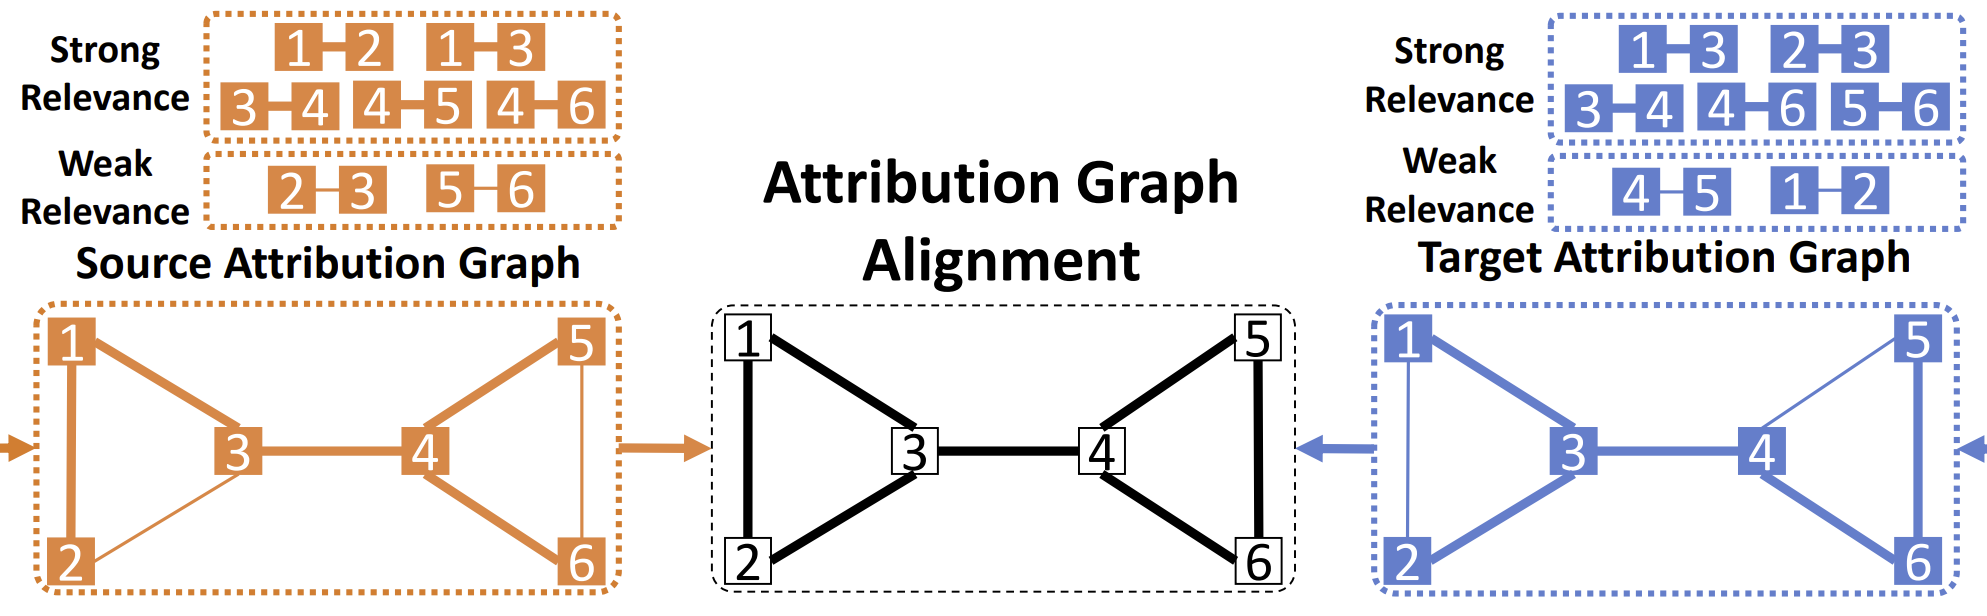 Strong
Relevance
1 2 1 3
3 4 4 5 4 6
Weak
Relevance
2 3 5 6
Source Attribution Graph
1 5
3 4
2 6
Attribution Graph
Alignment
1 5
3 4
2 6
Strong
Relevance
1 3 2 3
3 4 4 6 5 6
Weak
Relevance
4 5 1 2
Target Attribution Graph
1 5
3 4
2 6